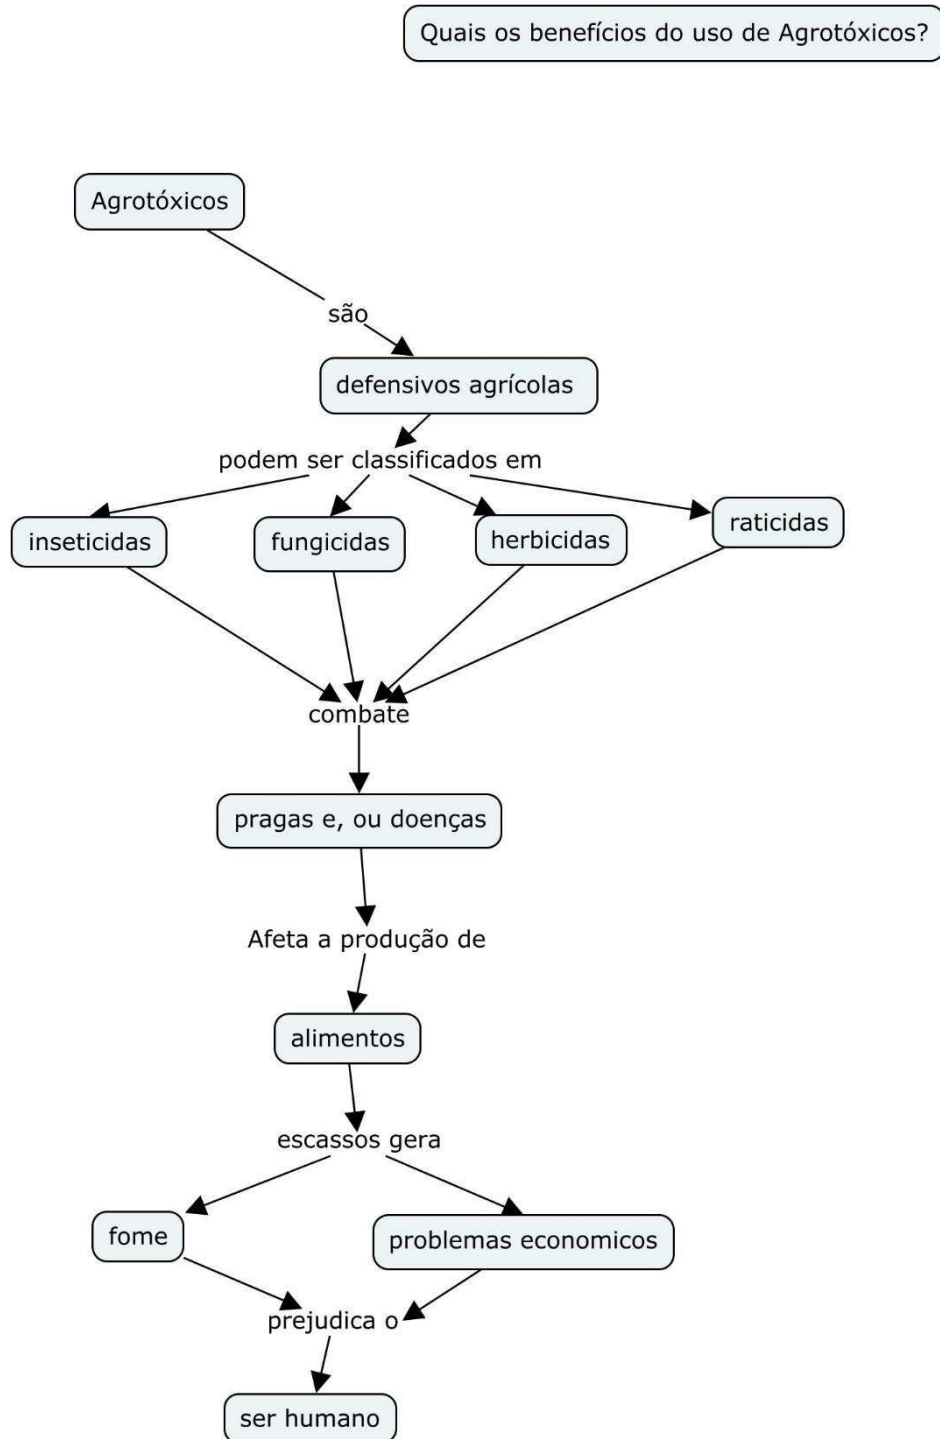 Quais os benefícios do uso de Agrotóxicos?
Agrotóxicos
são
defensivos agrícolas
podem ser classificados em
inseticidas
fungicidas
herbicidas
raticidas
combate
pragas e, ou doenças
Afeta a produção de
alimentos
escassos gera
fome
problemas economicos
prejudica o
ser humano